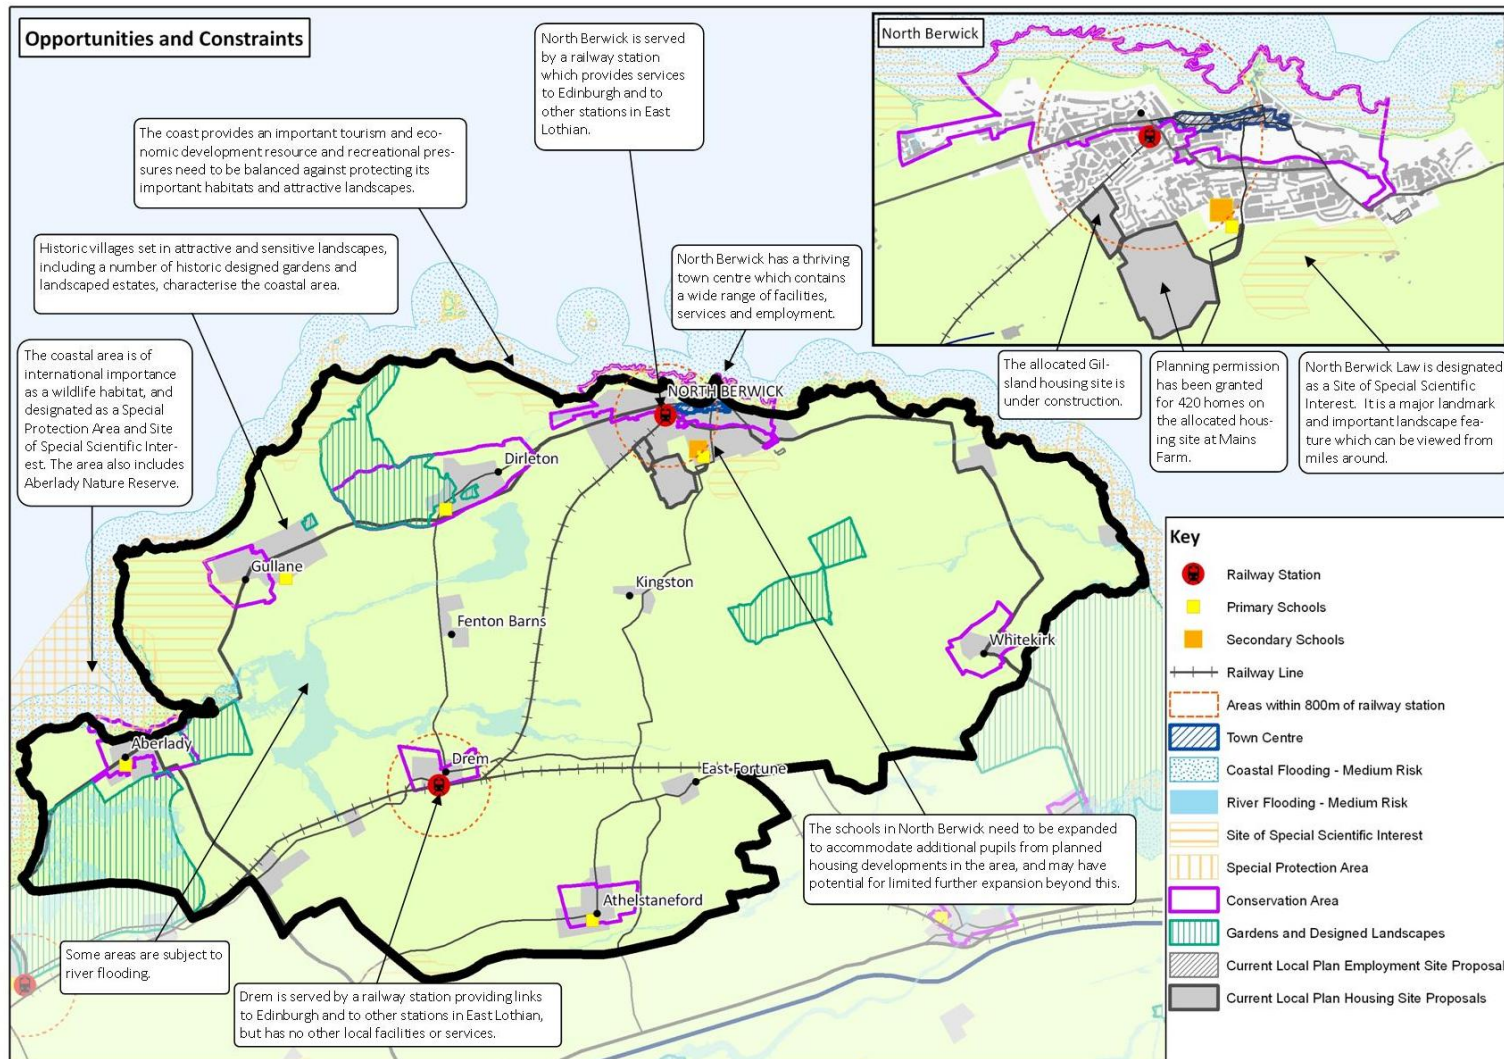 Opportunities and Constraints
North Berwick is served
by a railway station
which provides services
to Edinburgh and to
other stations in East
Lothian.
North Berwick
The coast provides an important tourism and eco-
nomic development resource and recreational pres-
sures need to be balanced against protecting its
important habitats and attractive landscapes.
Historic villages set in attractive and sensitive landscapes,
including a number of historic designed gardens and
landscaped estates, characterise the coastal area.
North Berwick has a thriving
town centre which contains
a wide range of facilities,
services and employment.
The coastal area is of
international importance
as a wildlife habitat, and
designated as a Special
Protection Area and Site
of Special Scientific Inter-
est. The area also includes
Aberlady Nature Reserve.
The allocated Gil-
sland housing site is
under construction.
Planning permission
has been granted
for 420 homes on
the allocated hous-
ing site at Mains
Farm.
North Berwick Law is designated
as a Site of Special Scientific
Interest. It is a major landmark
and important landscape fea-
ture which can be viewed from
miles around.
NORTH BERWICK
Dirleton
Gullane
Kingston
Fenton Barns
Whitekirk
Aberlady
Drem
East Fortune
Athelstaneford
The schools in North Berwick need to be expanded
to accommodate additional pupils from planned
housing developments in the area, and may have
potential for limited further expansion beyond this.
Some areas are subject to
river flooding.
Drem is served by a railway station providing links
to Edinburgh and to other stations in East Lothian,
but has no other local facilities or services.
Key
Railway Station
Primary Schools
Secondary Schools
Railway Line
Areas within 800m of railway station
Town Centre
Coastal Flooding - Medium Risk
River Flooding - Medium Risk
Site of Special Scientific Interest
Special Protection Area
Conservation Area
Gardens and Designed Landscapes
Current Local Plan Employment Site Proposal
Current Local Plan Housing Site Proposals